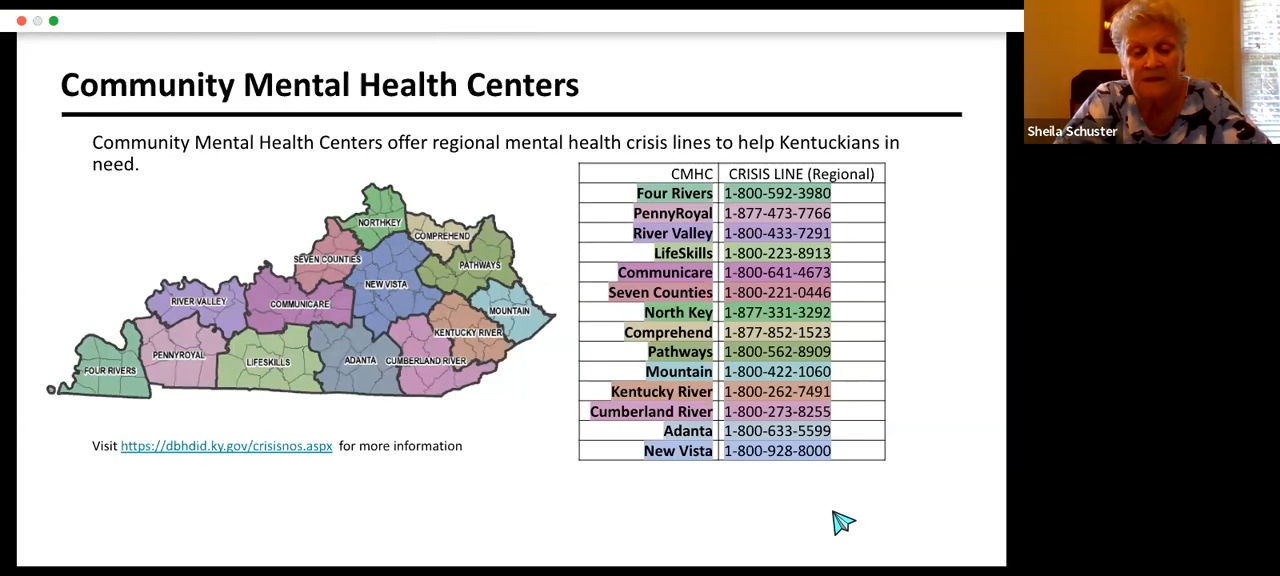 Community Mental Health Centers
Community Mental Health Centers offer regional mental health crisis lines to help Kentuckians in
need.
CMHC CRISIS LINE (Regional)
Four Rivers 1-800-592-3980
PennyRoyal 1-877-473-7766
River Valley 1-800-433-7291
LifeSkills 1-800-223-8913
Communicare 1-800-641-4673
Seven Counties 1-800-221-0446
North Key 1-877-331-3292
Comprehend 1-877-852-1523
Pathways 1-800-562-8909
Mountain 1-800-422-1060
Kentucky River 1-800-262-7491
Cumberland River 1-800-273-8255
Adanta 1-800-633-5599
New Vista 1-800-928-8000
NORTHKEY
COMPREHEND
SEVEN COUNTIES
PATHWAYS
NEW VISTA
RIVER VALLEY
COMMUNICARE
MOUNTAIN
KENTUCKY RIVER
PENNYROYAL
LIFESKILLS
ADANTA
CUMBERLAND RIVER
FOUR RIVERS
Visit https://dbhdid.ky.gov/crisisnos.aspx for more information
Sheila Schuster